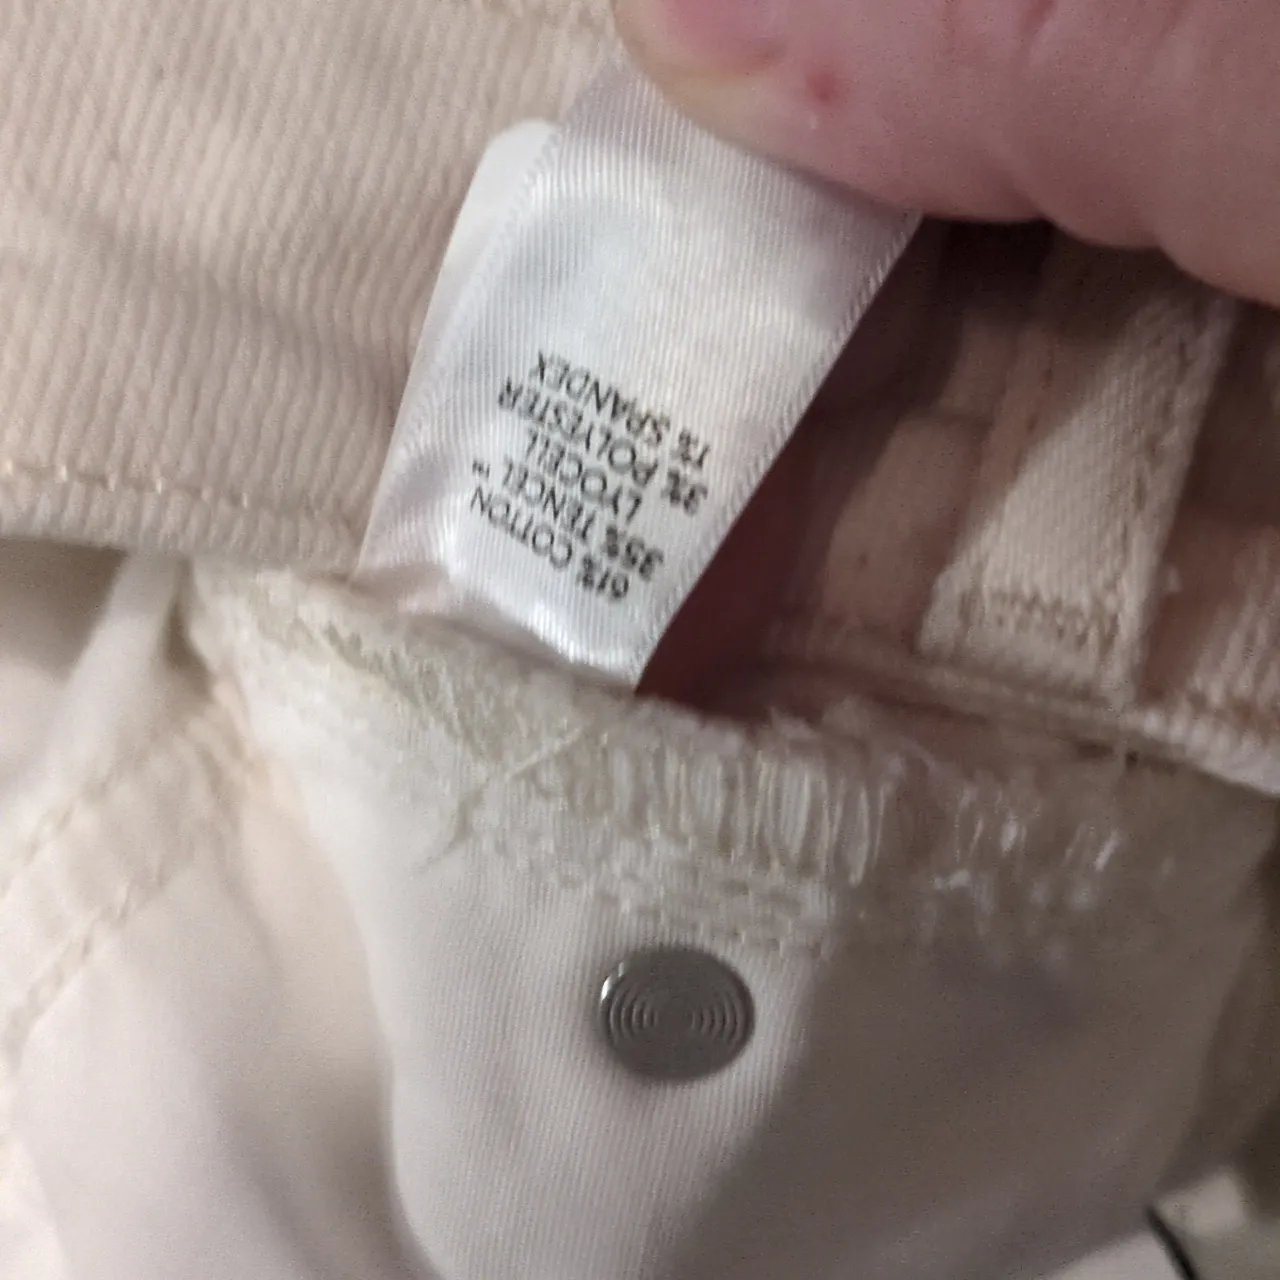 61% COTTON
35% TENCEL™
LYOCELL
3% POLYESTER
1% SPANDEX